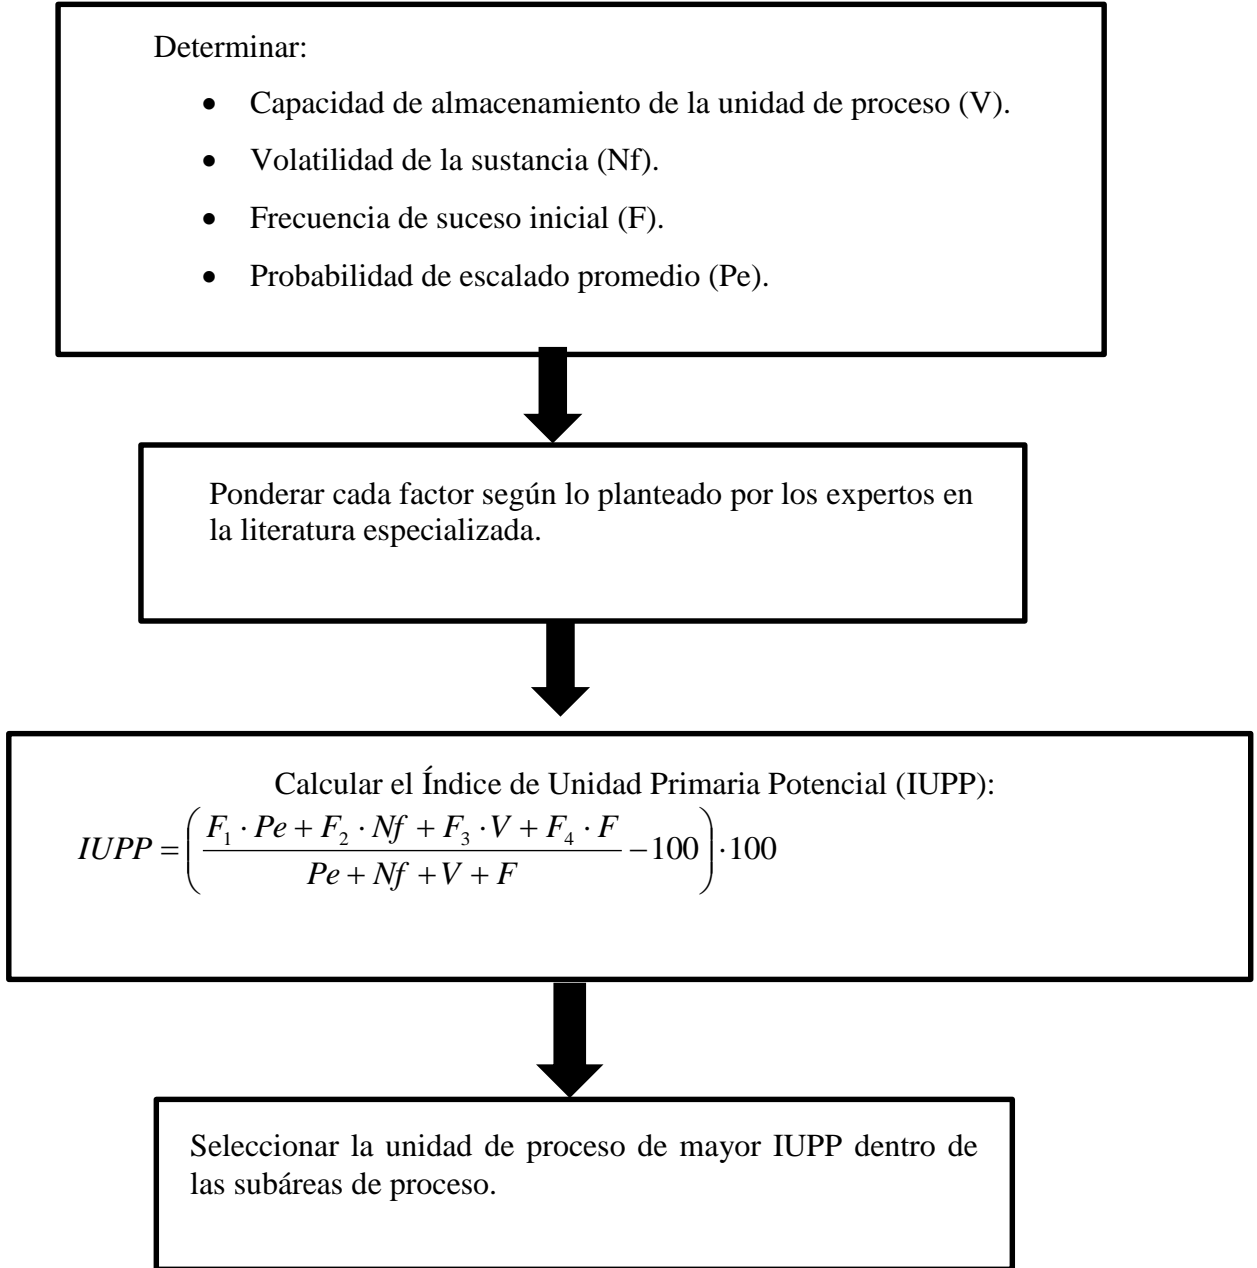 Determinar:
• Capacidad de almacenamiento de la unidad de proceso (V).
• Volatilidad de la sustancia (Nf).
• Frecuencia de suceso inicial (F).
• Probabilidad de escalado promedio (Pe).
Ponderar cada factor según lo planteado por los expertos en
la literatura especializada.
Calcular el Índice de Unidad Primaria Potencial (IUPP):
IUPP = ((F₁ · Pe + F₂ · Nf + F₃ · V + F₄ · F) / (Pe + Nf + V + F) − 100) · 100
Seleccionar la unidad de proceso de mayor IUPP dentro de
las subáreas de proceso.